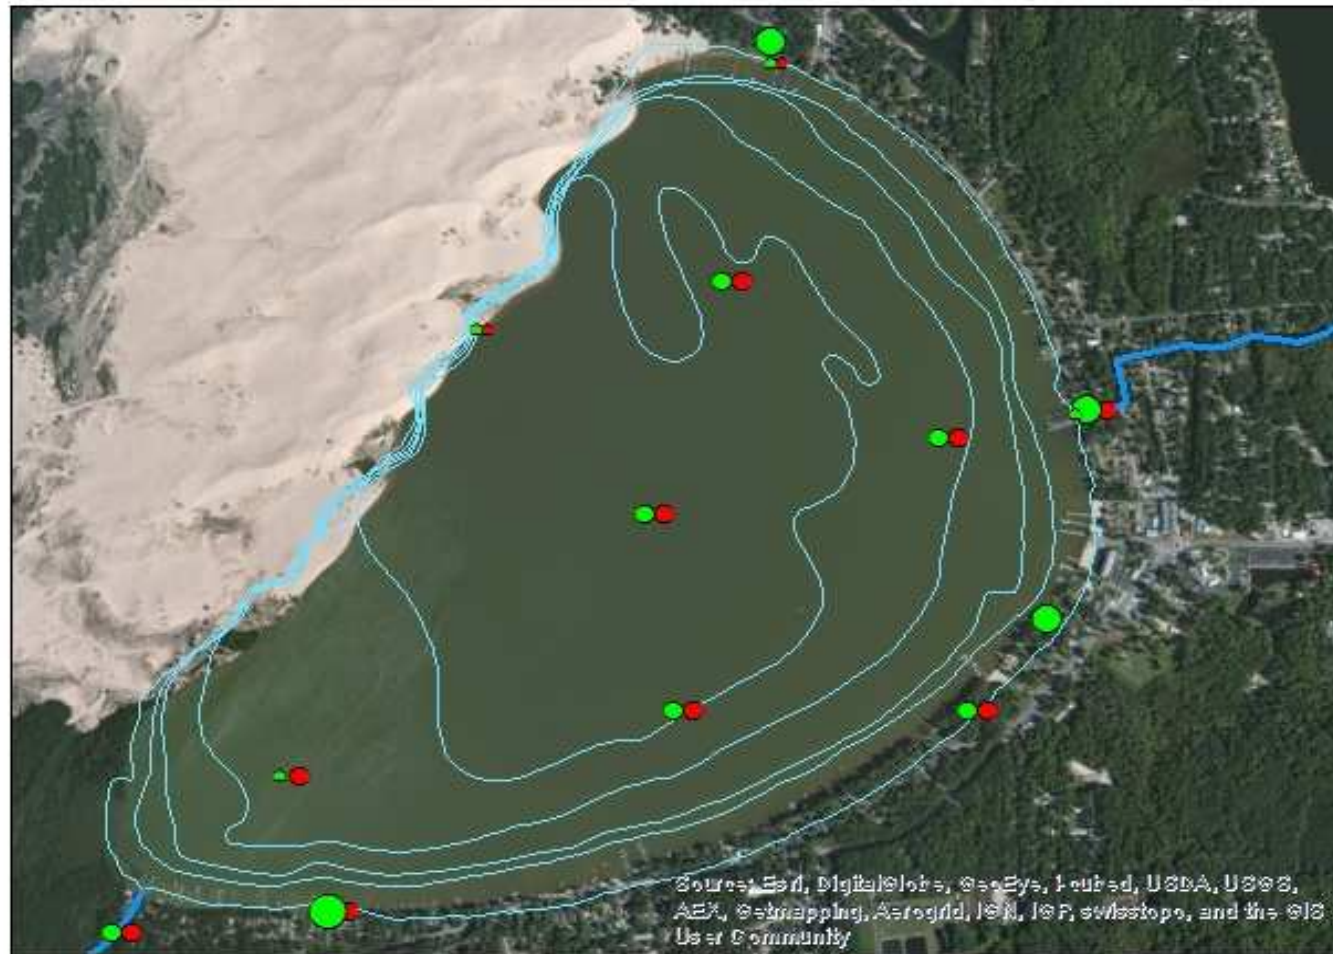 Source: Esri, DigitalGlobe, GeoEye, i-cubed, USDA, USGS,
AEX, Getmapping, Aerogrid, IGN, IGP, swisstopo, and the GIS
User Community